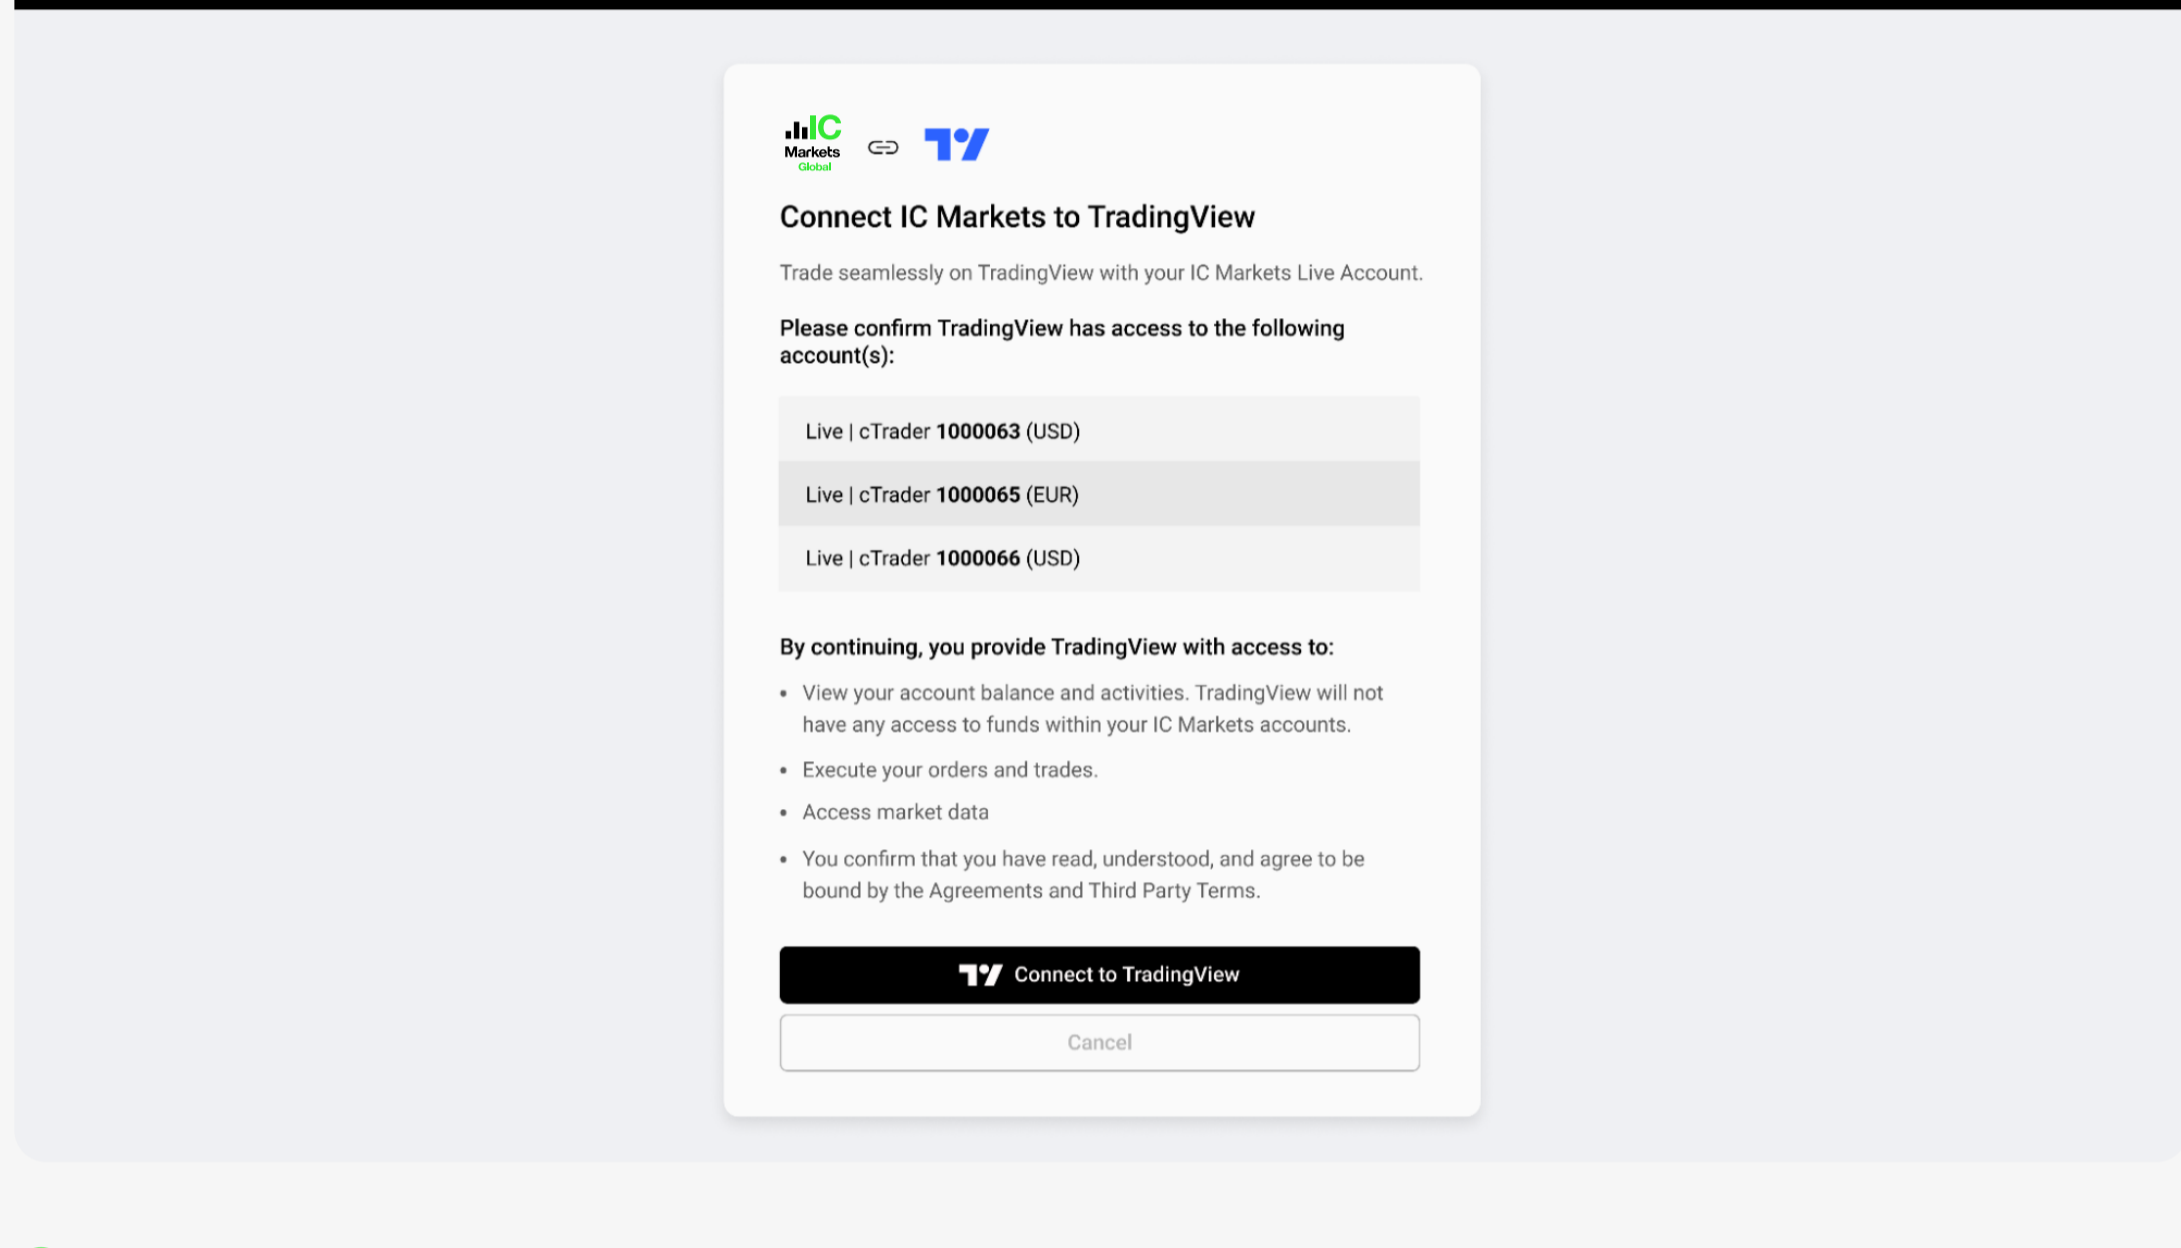 IC
Markets
Global
Connect IC Markets to TradingView
Trade seamlessly on TradingView with your IC Markets Live Account.
Please confirm TradingView has access to the following
account(s):
Live | cTrader 1000063 (USD)
Live | cTrader 1000065 (EUR)
Live | cTrader 1000066 (USD)
By continuing, you provide TradingView with access to:
• View your account balance and activities. TradingView will not
have any access to funds within your IC Markets accounts.
• Execute your orders and trades.
• Access market data
• You confirm that you have read, understood, and agree to be
bound by the Agreements and Third Party Terms.
Connect to TradingView
Cancel